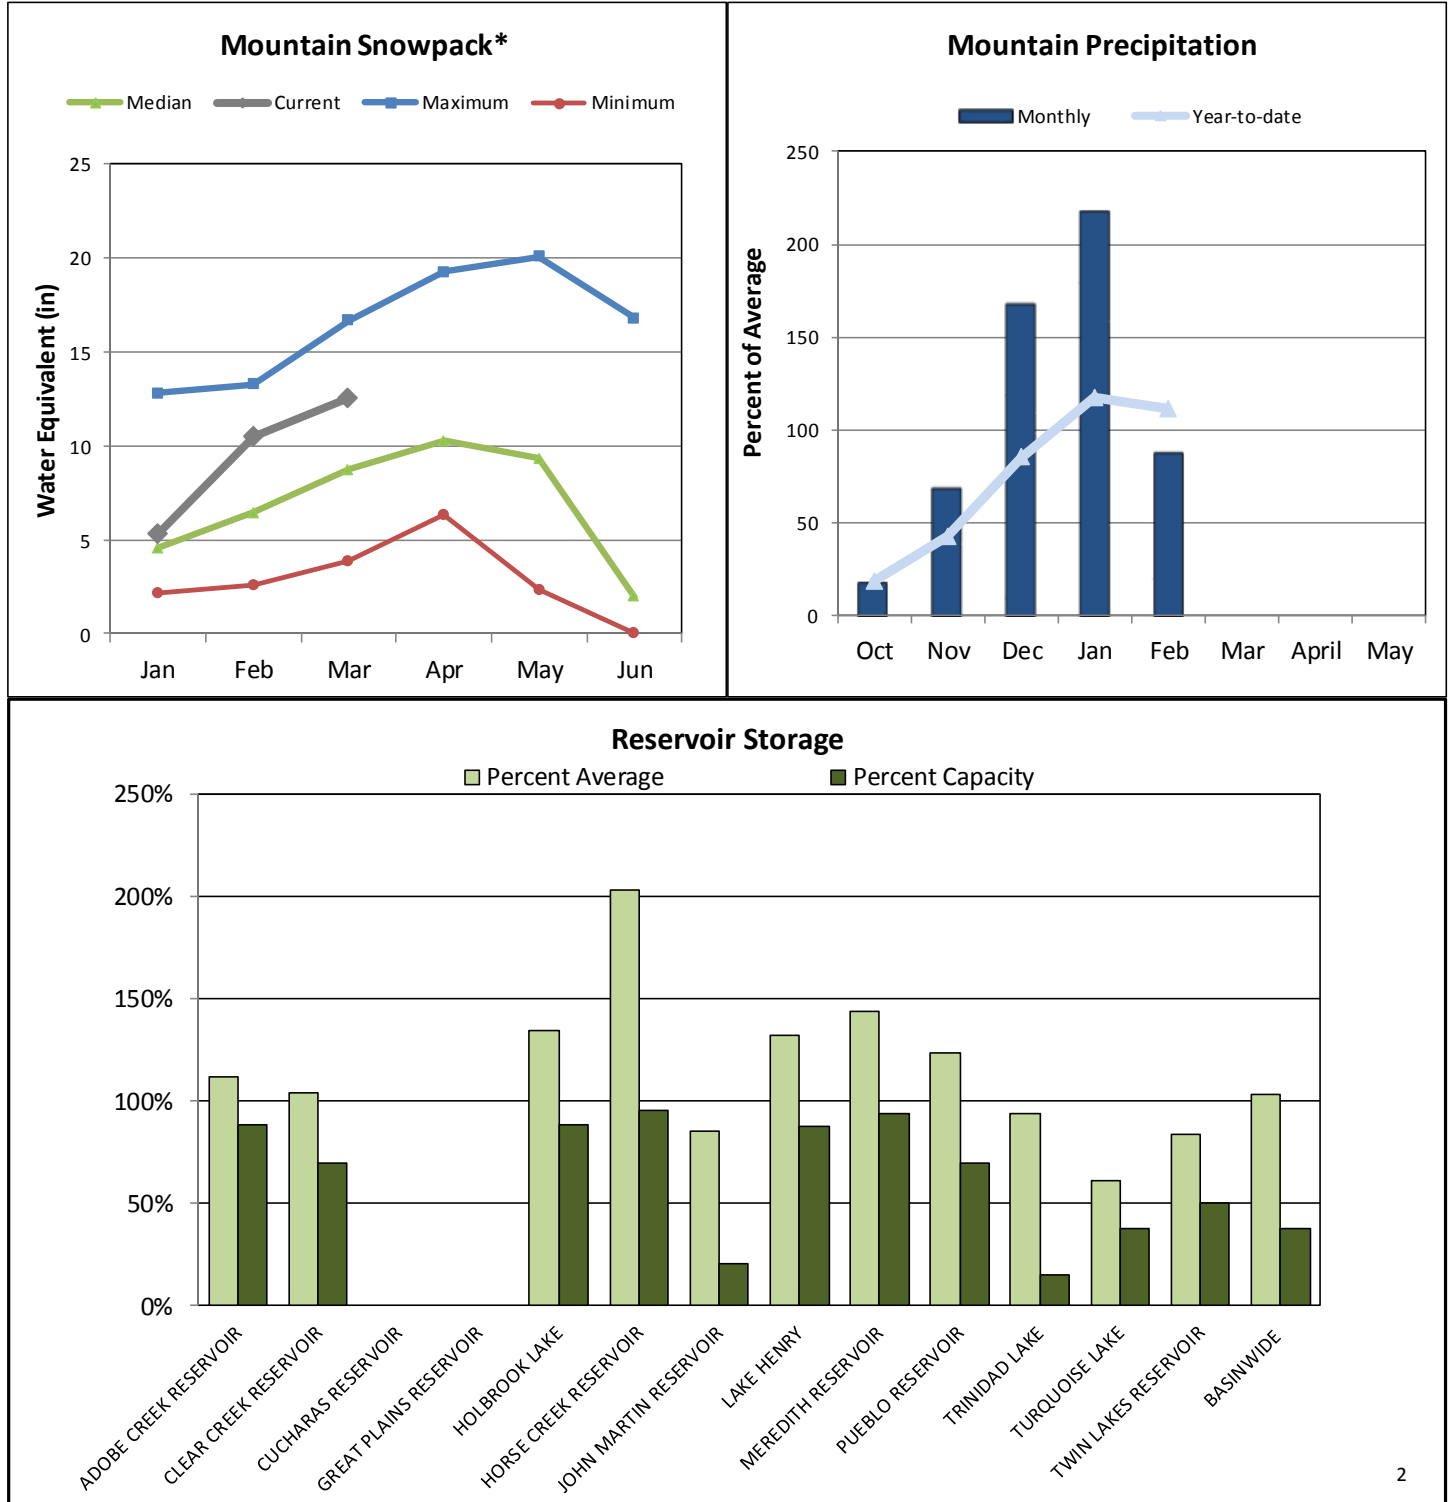 Mountain Snowpack*
Median Current Maximum Minimum
Water Equivalent (in)
25
20
15
10
5
0
Jan Feb Mar Apr May Jun
Mountain Precipitation
Monthly Year-to-date
Percent of Average
250
200
150
100
50
0
Oct Nov Dec Jan Feb Mar April May
Reservoir Storage
Percent Average Percent Capacity
250%
200%
150%
100%
50%
0%
ADOBE CREEK RESERVOIR
CLEAR CREEK RESERVOIR
CUCHARAS RESERVOIR
GREAT PLAINS RESERVOIR
HOLBROOK LAKE
HORSE CREEK RESERVOIR
JOHN MARTIN RESERVOIR
LAKE HENRY
MEREDITH RESERVOIR
PUEBLO RESERVOIR
TRINIDAD LAKE
TURQUOISE LAKE
TWIN LAKES RESERVOIR
BASINWIDE
2